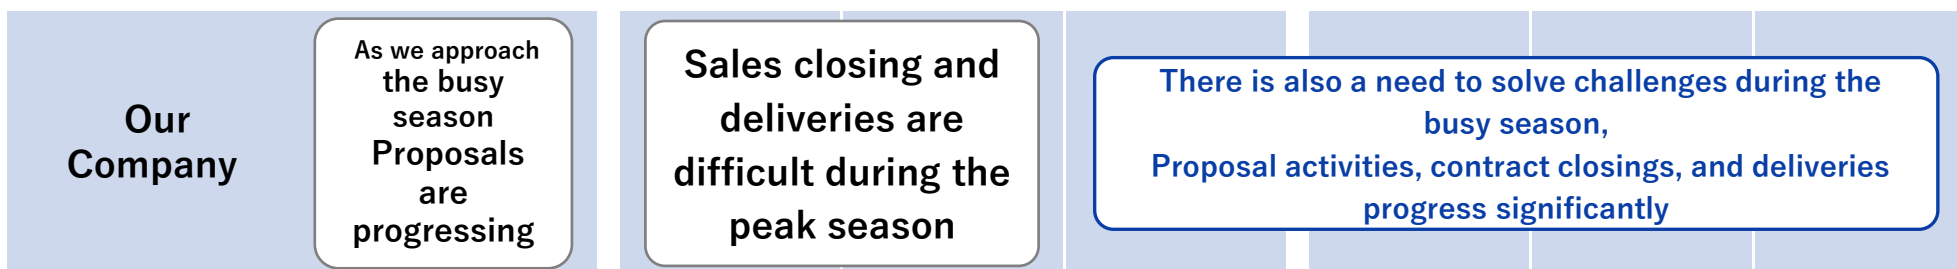 Our
Company
As we approach
the busy
season
Proposals
are
progressing
Sales closing and
deliveries are
difficult during the
peak season
There is also a need to solve challenges during the
busy season,
Proposal activities, contract closings, and deliveries
progress significantly